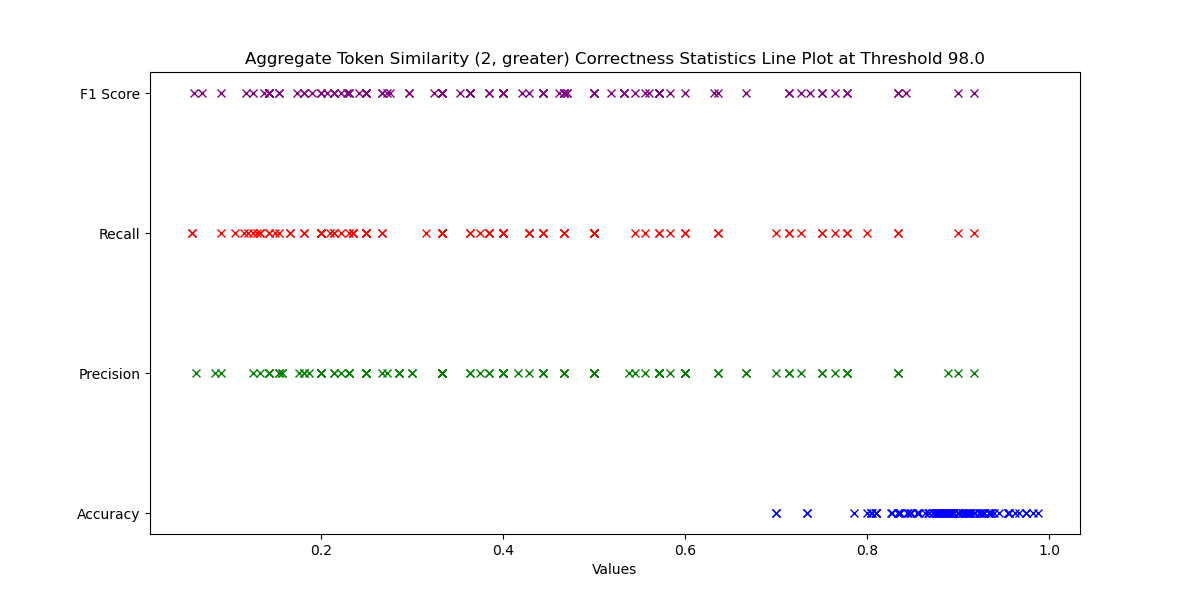 Aggregate Token Similarity (2, greater) Correctness Statistics Line Plot at Threshold 98.0
F1 Score
Recall
Precision
Accuracy
0.2 0.4 0.6 0.8 1.0
Values